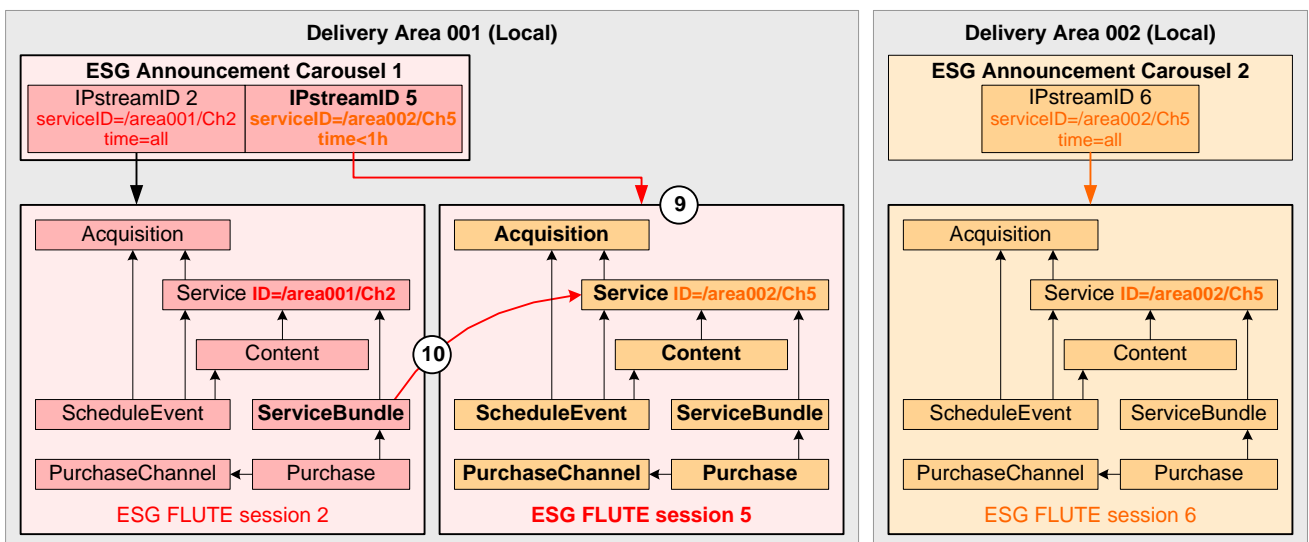 Delivery Area 001 (Local)
ESG Announcement Carousel 1
IPstreamID 2
serviceID=/area001/Ch2
time=all
IPstreamID 5
serviceID=/area002/Ch5
time<1h
9
Acquisition
Service ID=/area001/Ch2
Content
ScheduleEvent
ServiceBundle
PurchaseChannel
Purchase
ESG FLUTE session 2
10
Acquisition
Service ID=/area002/Ch5
Content
ScheduleEvent
ServiceBundle
PurchaseChannel
Purchase
ESG FLUTE session 5
Delivery Area 002 (Local)
ESG Announcement Carousel 2
IPstreamID 6
serviceID=/area002/Ch5
time=all
Acquisition
Service ID=/area002/Ch5
Content
ScheduleEvent
ServiceBundle
PurchaseChannel
Purchase
ESG FLUTE session 6